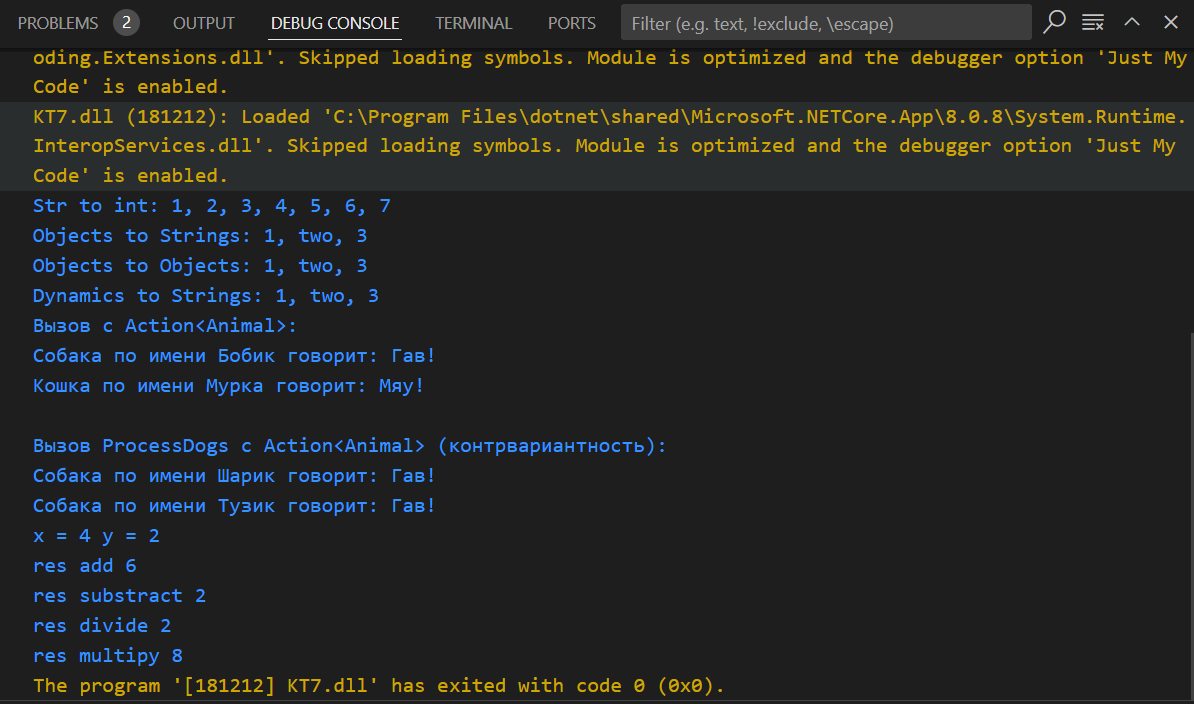 PROBLEMS 2 OUTPUT DEBUG CONSOLE TERMINAL PORTS Filter (e.g. text, !exclude, \escape)
oding.Extensions.dll'. Skipped loading symbols. Module is optimized and the debugger option 'Just My
Code' is enabled.
KT7.dll (181212): Loaded 'C:\Program Files\dotnet\shared\Microsoft.NETCore.App\8.0.8\System.Runtime.
InteropServices.dll'. Skipped loading symbols. Module is optimized and the debugger option 'Just My
Code' is enabled.
Str to int: 1, 2, 3, 4, 5, 6, 7
Objects to Strings: 1, two, 3
Objects to Objects: 1, two, 3
Dynamics to Strings: 1, two, 3
Вызов с Action<Animal>:
Собака по имени Бобик говорит: Гав!
Кошка по имени Мурка говорит: Мяу!
Вызов ProcessDogs с Action<Animal> (контрвариантность):
Собака по имени Шарик говорит: Гав!
Собака по имени Тузик говорит: Гав!
x = 4 y = 2
res add 6
res substract 2
res divide 2
res multipy 8
The program '[181212] KT7.dll' has exited with code 0 (0x0).